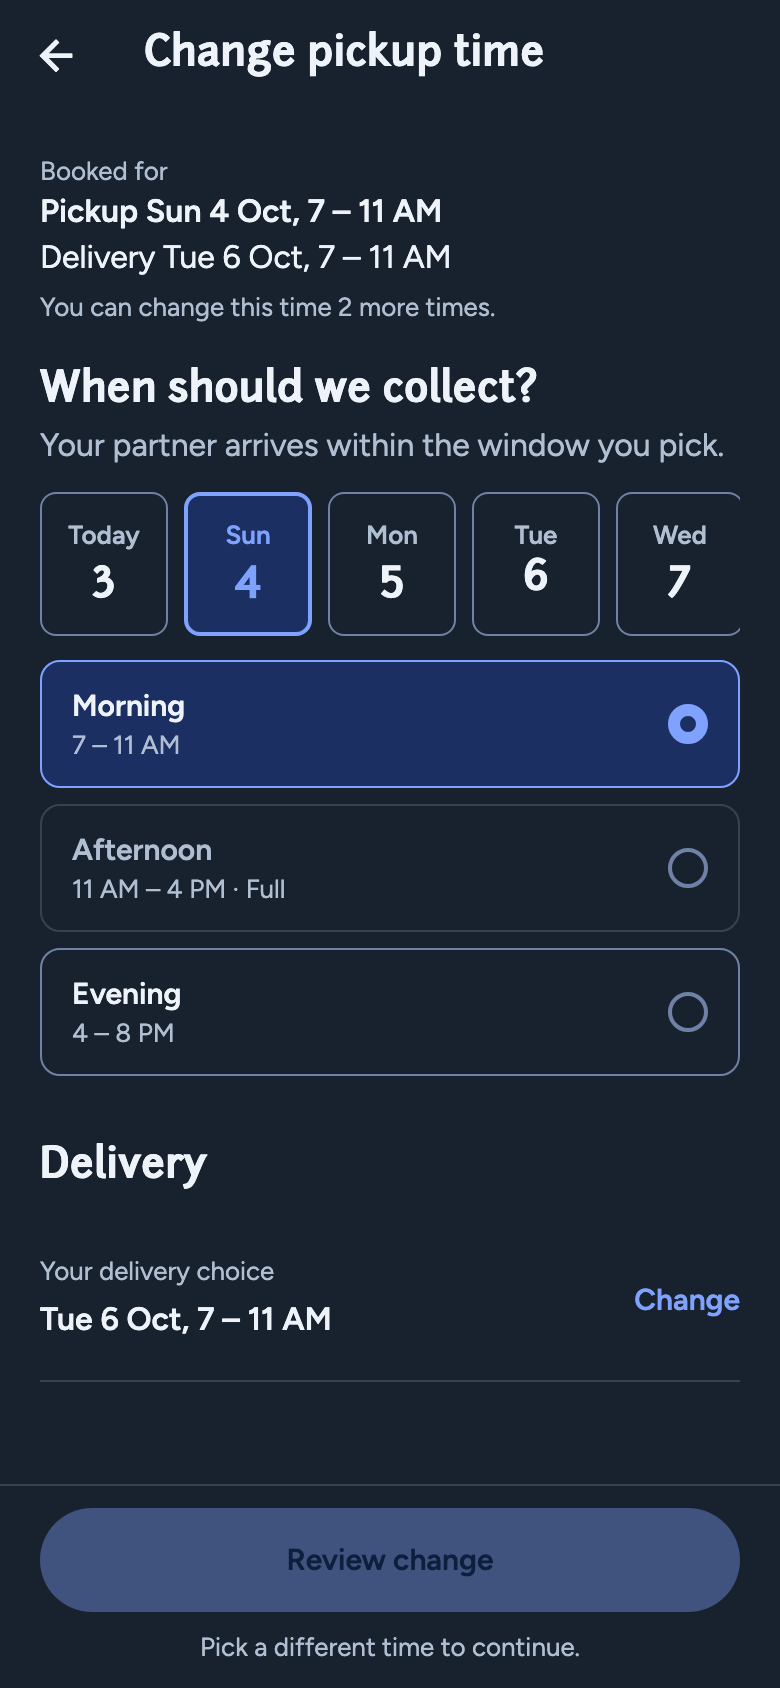 Change pickup time
Booked for
Pickup Sun 4 Oct, 7 – 11 AM
Delivery Tue 6 Oct, 7 – 11 AM
You can change this time 2 more times.
When should we collect?
Your partner arrives within the window you pick.
Today Sun Mon Tue Wed
3 4 5 6 7
Morning
7 – 11 AM
Afternoon
11 AM – 4 PM · Full
Evening
4 – 8 PM
Delivery
Your delivery choice
Tue 6 Oct, 7 – 11 AM
Change
Review change
Pick a different time to continue.